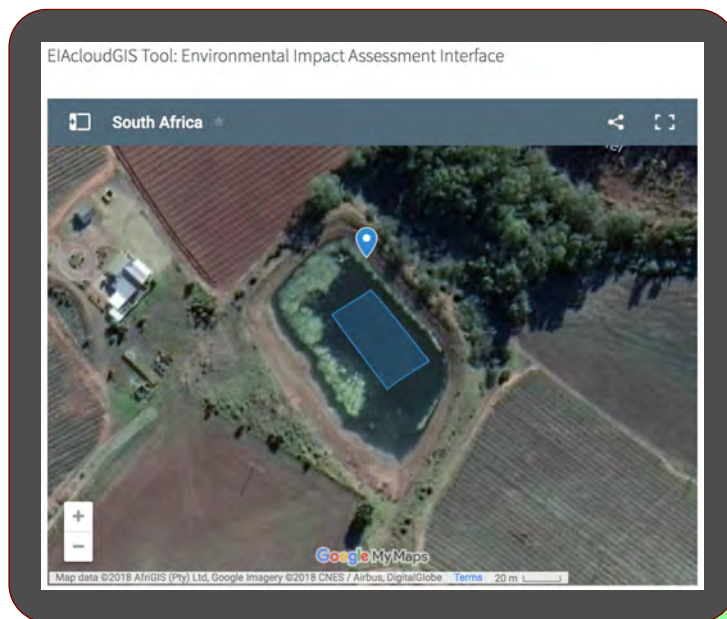 EIAcloudGIS Tool: Environmental Impact Assessment Interface
South Africa
Google My Maps
Map data ©2018 AfriGIS (Pty) Ltd, Google Imagery ©2018 CNES / Airbus, DigitalGlobe Terms 20 m